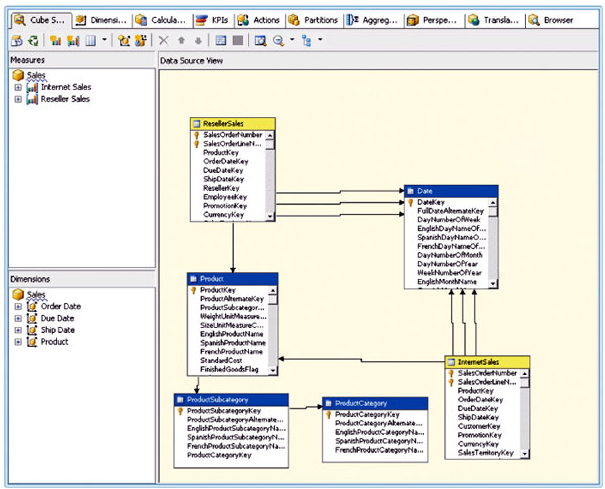 Cube S...
Dimensi...
Calcula...
KPIs
Actions
Partitions
Aggreg...
Perspe...
Transla...
Browser
Measures
Sales
Internet Sales
Reseller Sales
Dimensions
Sales
Order Date
Due Date
Ship Date
Product
Data Source View
ResellerSales
SalesOrderNumber
SalesOrderLineN...
ProductKey
OrderDateKey
DueDateKey
ShipDateKey
ResellerKey
EmployeeKey
PromotionKey
CurrencyKey
Date
DateKey
FullDateAlternateKey
DayNumberOfWeek
EnglishDayNameO...
SpanishDayNameO...
FrenchDayNameO...
DayNumberOfMonth
DayNumberOfYear
WeekNumberOfYear
EnglishMonthName
Product
ProductKey
ProductAlternateKey
ProductSubcatego...
WeightUnitMeasure...
SizeUnitMeasureC...
EnglishProductName
SpanishProductName
FrenchProductName
StandardCost
FinishedGoodsFlag
InternetSales
SalesOrderNumber
SalesOrderLineN...
ProductKey
OrderDateKey
DueDateKey
ShipDateKey
CustomerKey
PromotionKey
CurrencyKey
SalesTerritoryKey
ProductSubcategory
ProductSubcategoryKey
ProductSubcategoryAlternate...
EnglishProductSubcategoryNa...
SpanishProductSubcategoryN...
FrenchProductSubcategoryNa...
ProductCategoryKey
ProductCategory
ProductCategoryKey
ProductCategoryAlternate...
EnglishProductCategoryNa...
SpanishProductCategoryNa...
FrenchProductCategoryNa...